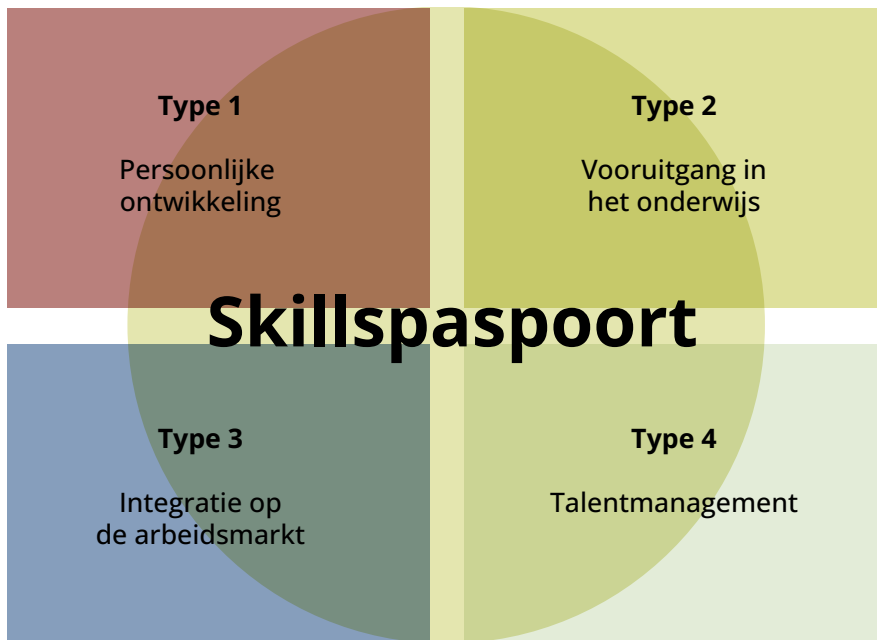 Type 1
Persoonlijke
ontwikkeling
Type 2
Vooruitgang in
het onderwijs
Skillspaspoort
Type 3
Integratie op
de arbeidsmarkt
Type 4
Talentmanagement